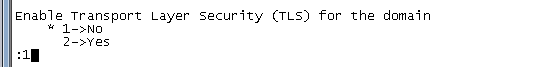 Enable Transport Layer Security (TLS) for the domain
* 1->No
2->Yes
:1